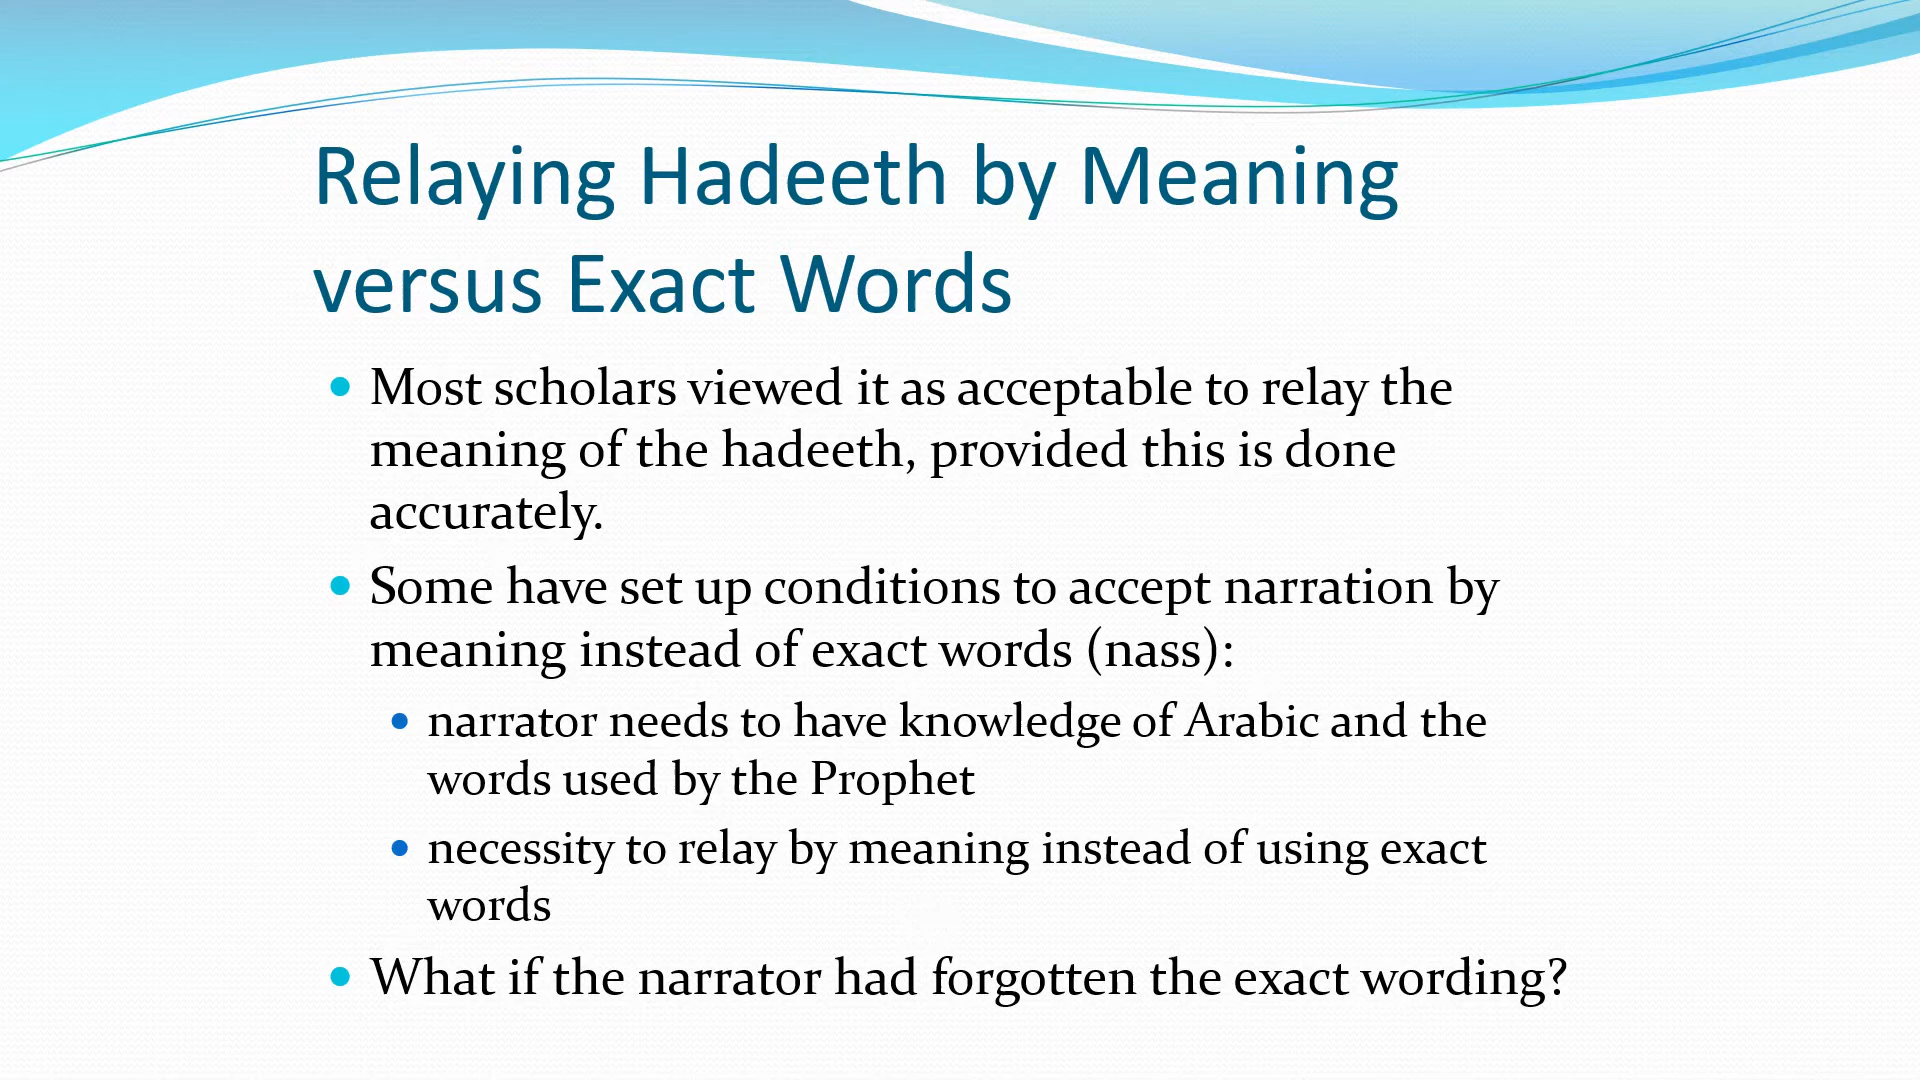 Relaying Hadeeth by Meaning
versus Exact Words
Most scholars viewed it as acceptable to relay the
meaning of the hadeeth, provided this is done
accurately.
Some have set up conditions to accept narration by
meaning instead of exact words (nass):
narrator needs to have knowledge of Arabic and the
words used by the Prophet
necessity to relay by meaning instead of using exact
words
What if the narrator had forgotten the exact wording?